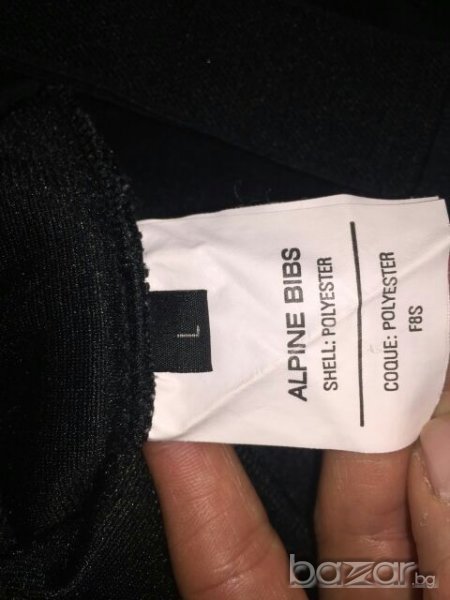 L
ALPINE BIBS
SHELL: POLYESTER
COQUE: POLYESTER
F8S
bazar.bg